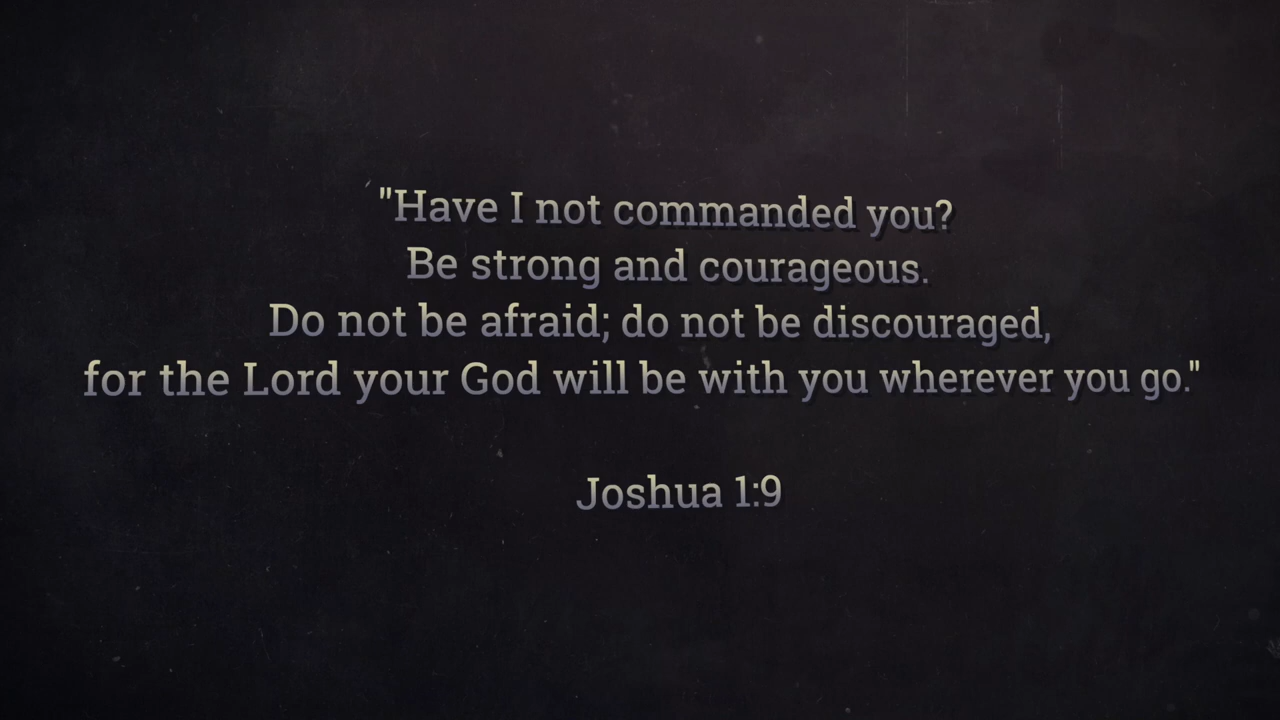 "Have I not commanded you?
Be strong and courageous.
Do not be afraid; do not be discouraged,
for the Lord your God will be with you wherever you go."
Joshua 1:9